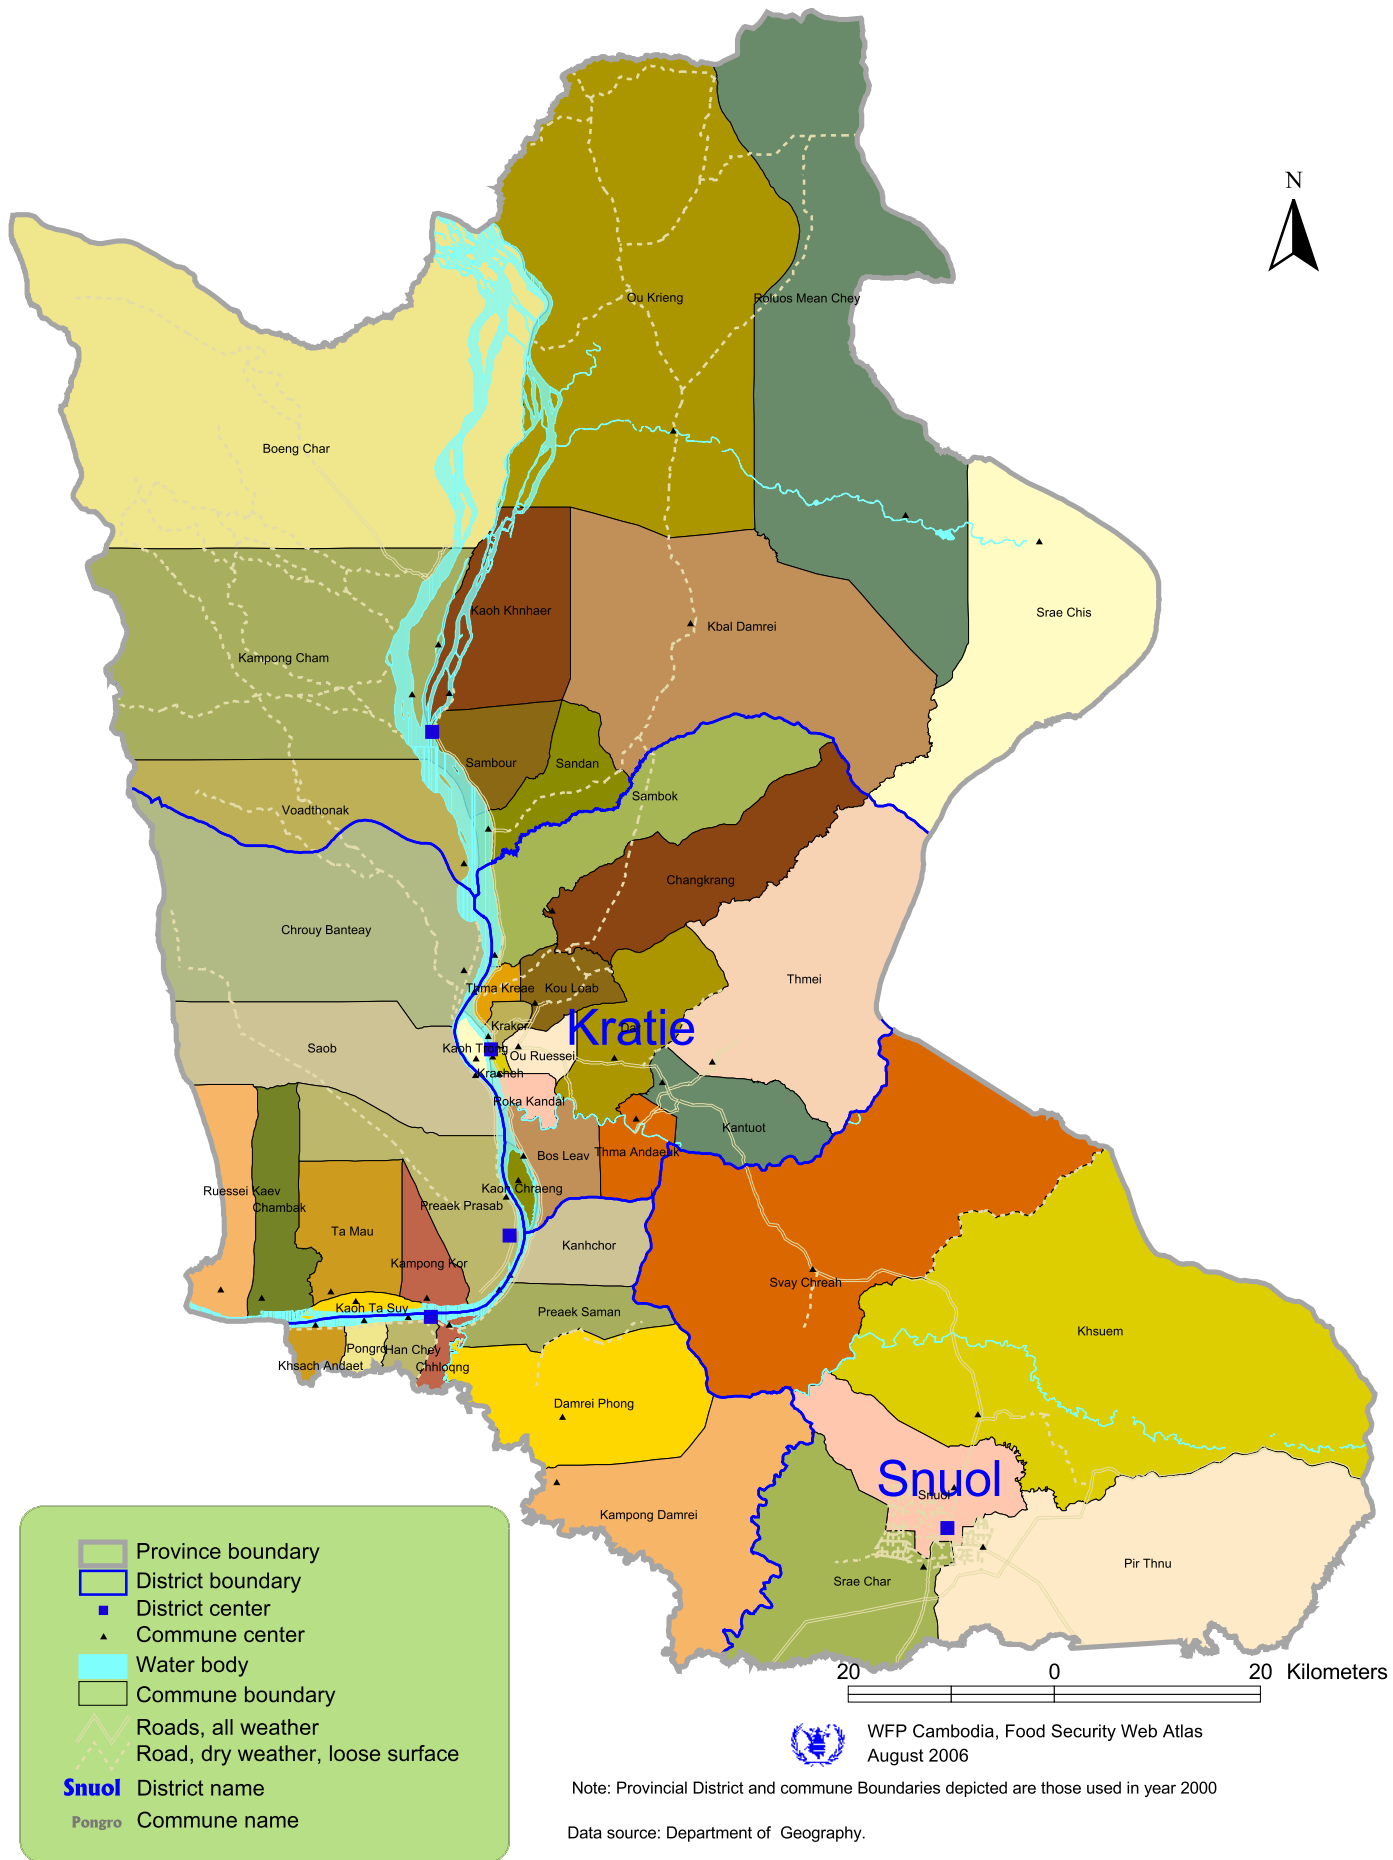 N
Ou Krieng
Roluos Mean Chey
Boeng Char
Kaoh Khnhaer
Kbal Damrei
Srae Chis
Kampong Cham
Sambour
Sandan
Sambok
Voadthonak
Changkrang
Chrouy Banteay
Thmei
Thma Kreae
Kou Loab
Krakor
Dar
Kratie
Saob
Kaoh Trong
Ou Ruessei
Kracheh
Roka Kandal
Kantuot
Bos Leav
Thma Andaeuk
Ruessei Kaev
Chambak
Kaoh Chraeng
Preaek Prasab
Ta Mau
Kanhchor
Kampong Kor
Svay Chreah
Kaoh Ta Suy
Preaek Saman
Khsuem
Pongro
Han Chey
Khsach Andaet
Chhloung
Damrei Phong
Snuol
Snuol
Kampong Damrei
Pir Thnu
Srae Char
Province boundary
District boundary
District center
Commune center
Water body
Commune boundary
Roads, all weather
Road, dry weather, loose surface
Snuol District name
Pongro Commune name
20 0 20 Kilometers
WFP Cambodia, Food Security Web Atlas
August 2006
Note: Provincial District and commune Boundaries depicted are those used in year 2000
Data source: Department of Geography.